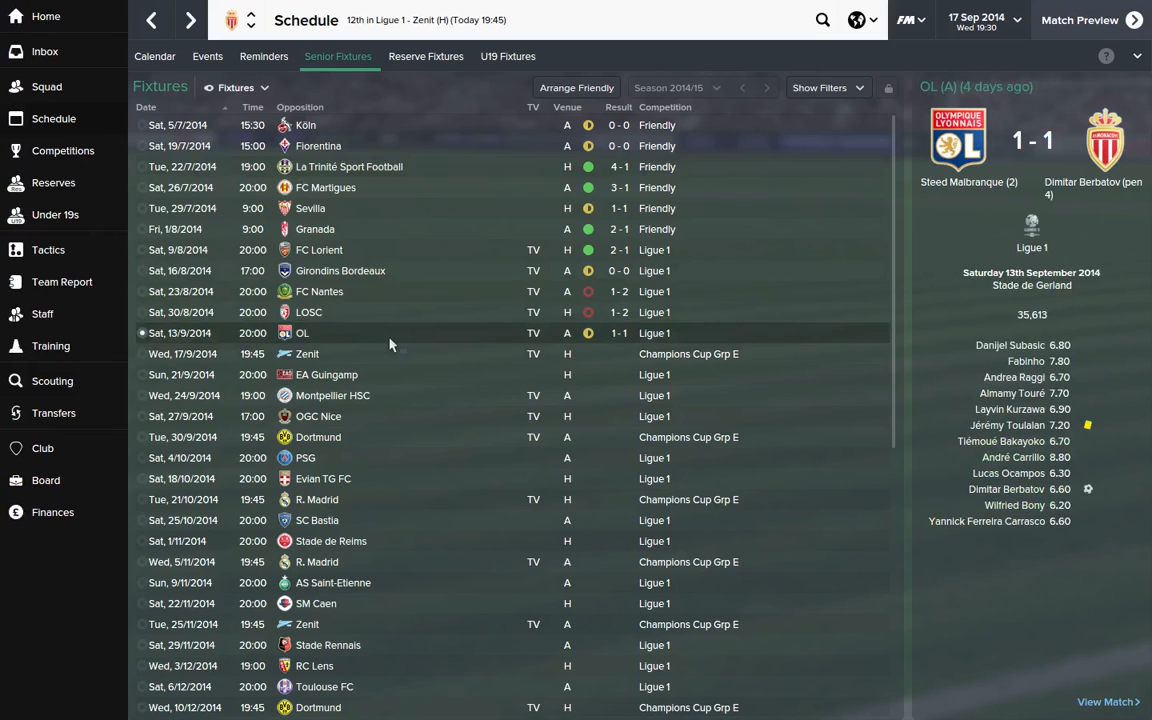 Home
Inbox
Squad
Schedule
Competitions
Reserves
Under 19s
Tactics
Team Report
Staff
Training
Scouting
Transfers
Club
Board
Finances
Schedule 12th in Ligue 1 - Zenit (H) (Today 19:45)
FM
17 Sep 2014
Wed 19:30
Match Preview
Calendar Events Reminders Senior Fixtures Reserve Fixtures U19 Fixtures
Fixtures Fixtures Arrange Friendly Season 2014/15 Show Filters
Date Time Opposition TV Venue Result Competition
Sat, 5/7/2014 15:30 Köln A 0 - 0 Friendly
Sat, 19/7/2014 15:00 Fiorentina A 0 - 0 Friendly
Tue, 22/7/2014 19:00 La Trinité Sport Football H 4 - 1 Friendly
Sat, 26/7/2014 20:00 FC Martigues A 3 - 1 Friendly
Tue, 29/7/2014 9:00 Sevilla H 1 - 1 Friendly
Fri, 1/8/2014 9:00 Granada A 2 - 1 Friendly
Sat, 9/8/2014 20:00 FC Lorient TV H 2 - 1 Ligue 1
Sat, 16/8/2014 17:00 Girondins Bordeaux TV A 0 - 0 Ligue 1
Sat, 23/8/2014 20:00 FC Nantes TV A 1 - 2 Ligue 1
Sat, 30/8/2014 20:00 LOSC TV H 1 - 2 Ligue 1
Sat, 13/9/2014 20:00 OL TV A 1 - 1 Ligue 1
Wed, 17/9/2014 19:45 Zenit TV H Champions Cup Grp E
Sun, 21/9/2014 20:00 EA Guingamp H Ligue 1
Wed, 24/9/2014 19:00 Montpellier HSC TV A Ligue 1
Sat, 27/9/2014 17:00 OGC Nice TV H Ligue 1
Tue, 30/9/2014 19:45 Dortmund TV A Champions Cup Grp E
Sat, 4/10/2014 20:00 PSG A Ligue 1
Sat, 18/10/2014 20:00 Evian TG FC H Ligue 1
Tue, 21/10/2014 19:45 R. Madrid TV H Champions Cup Grp E
Sat, 25/10/2014 20:00 SC Bastia A Ligue 1
Sat, 1/11/2014 20:00 Stade de Reims H Ligue 1
Wed, 5/11/2014 19:45 R. Madrid TV A Champions Cup Grp E
Sun, 9/11/2014 20:00 AS Saint-Etienne A Ligue 1
Sat, 22/11/2014 20:00 SM Caen H Ligue 1
Tue, 25/11/2014 19:45 Zenit TV A Champions Cup Grp E
Sat, 29/11/2014 20:00 Stade Rennais A Ligue 1
Wed, 3/12/2014 19:00 RC Lens H Ligue 1
Sat, 6/12/2014 20:00 Toulouse FC A Ligue 1
Wed, 10/12/2014 19:45 Dortmund TV H Champions Cup Grp E
OL (A) (4 days ago)
OLYMPIQUE
LYONNAIS
OL
AS MONACO FC
1 - 1
Steed Malbranque (2)
Dimitar Berbatov (pen
4)
Ligue 1
Saturday 13th September 2014
Stade de Gerland
35,613
Danijel Subasic 6.80
Fabinho 7.80
Andrea Raggi 6.70
Almamy Touré 7.70
Layvin Kurzawa 6.90
Jérémy Toulalan 7.20
Tiémoué Bakayoko 6.70
André Carrillo 8.80
Lucas Ocampos 6.30
Dimitar Berbatov 6.60
Wilfried Bony 6.20
Yannick Ferreira Carrasco 6.60
View Match>